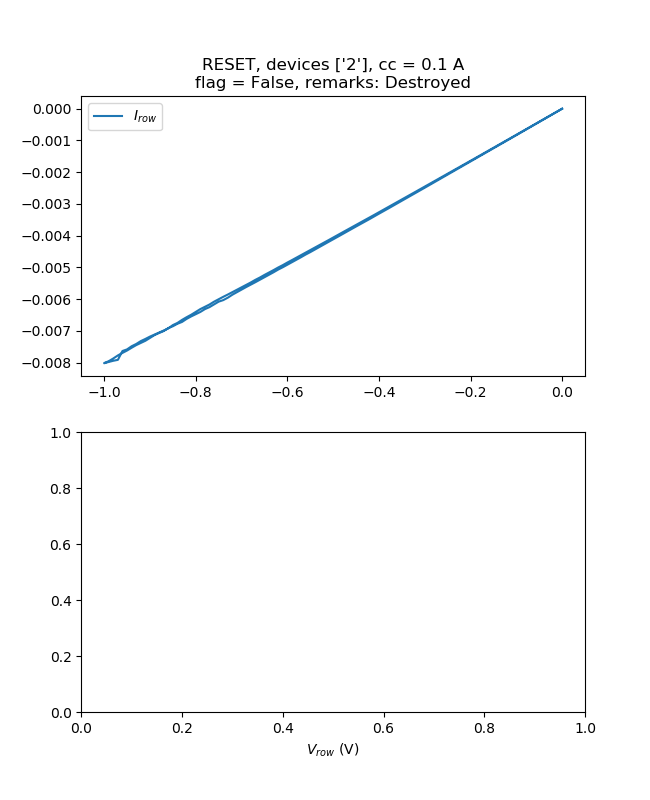 RESET, devices ['2'], cc = 0.1 A
flag = False, remarks: Destroyed
I_row
0.000
−0.001
−0.002
−0.003
−0.004
−0.005
−0.006
−0.007
−0.008
−1.0 −0.8 −0.6 −0.4 −0.2 0.0
1.0
0.8
0.6
0.4
0.2
0.0
0.0 0.2 0.4 0.6 0.8 1.0
V_row (V)